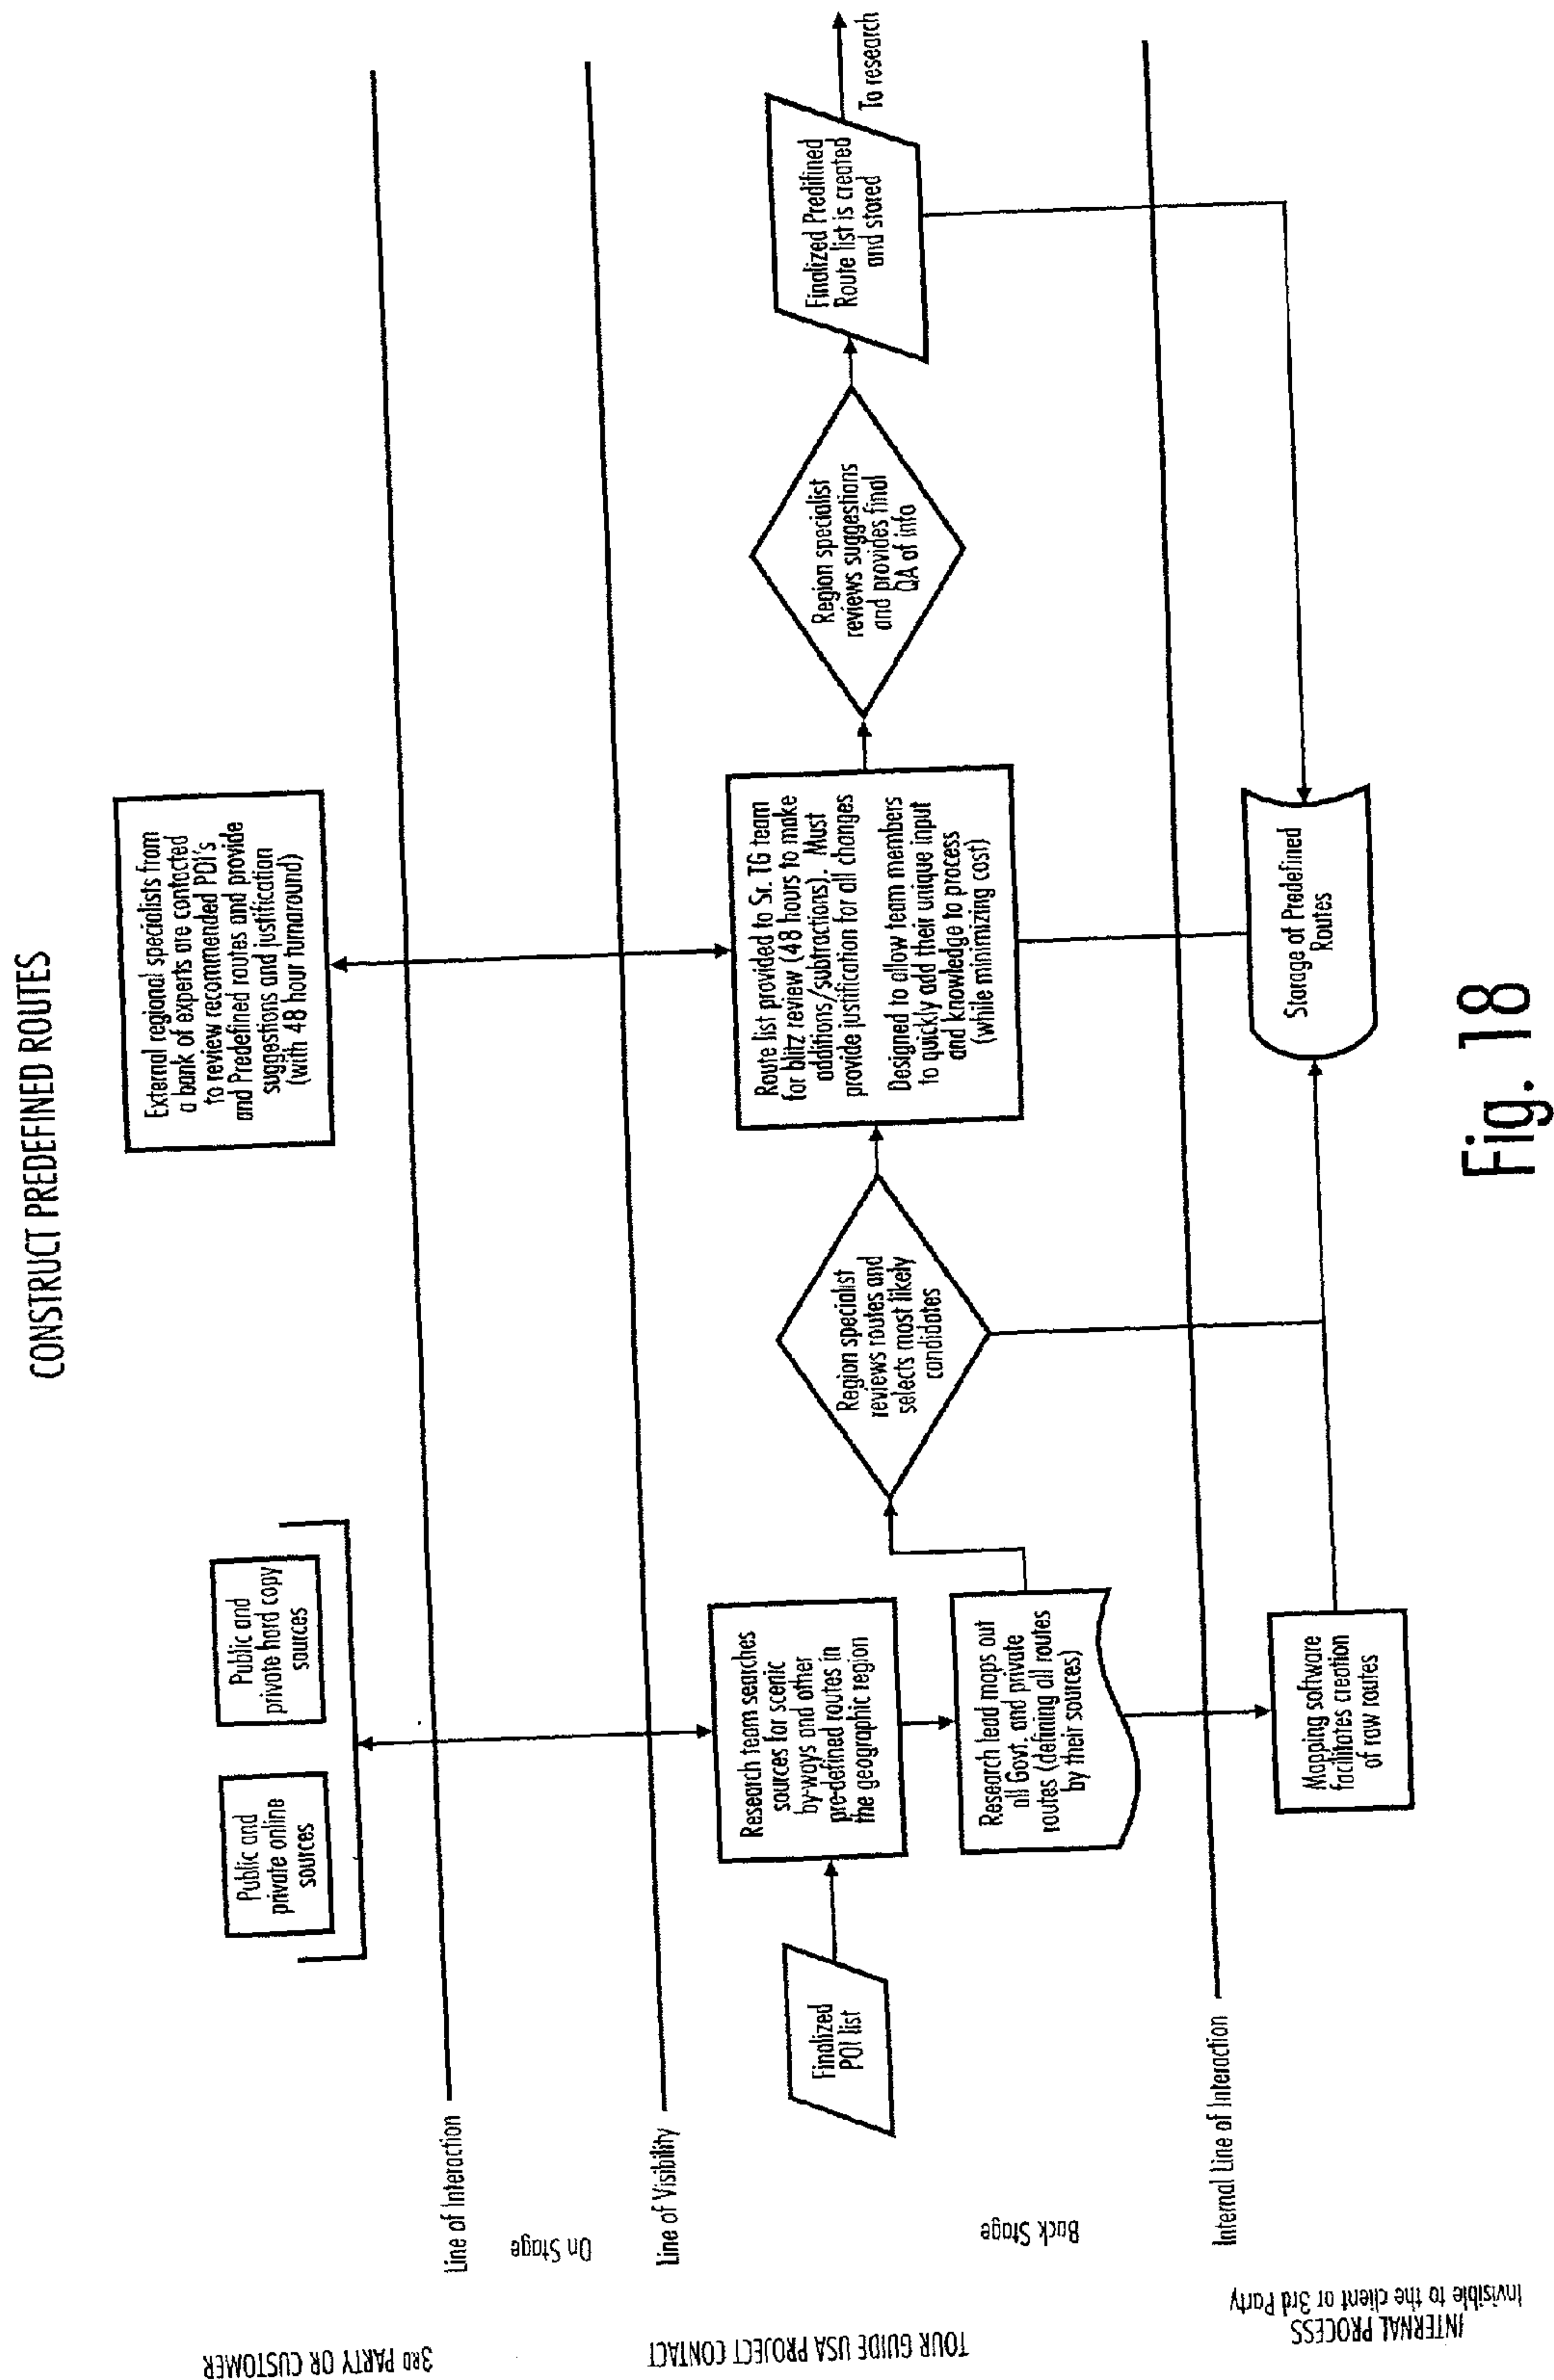 CONSTRUCT PREDEFINED ROUTES
3RD PARTY OR CUSTOMER
Public and
private online
sources
Public and
private hard copy
sources
External regional specialists from
a bank of experts are contacted
to review recommended POI's
and Predefined routes and provide
suggestions and justification
(with 48 hour turnaround)
Line of Interaction
On Stage
Line of Visibility
TOUR GUIDE USA PROJECT CONTACT
Finalized
POI list
Research team searches
sources for scenic
by-ways and other
pre-defined routes in
the geographic region
Research lead maps out
all Govt. and private
routes (defining all routes
by their sources)
Region specialist
reviews routes and
selects most likely
candidates
Route list provided to Sr. TG team
for blitz review (48 hours to make
additions/subtractions). Must
provide justification for all changes
Designed to allow team members
to quickly add their unique input
and knowledge to process
(while minimizing cost)
Region specialist
reviews suggestions
and provides final
QA of info
Finalized Predifined
Route list is created
and stored
To research
Back Stage
Internal Line of Interaction
INTERNAL PROCESS
Invisible to the client or 3rd Party
Mapping software
facilitates creation
of raw routes
Storage of Predefined
Routes
Fig. 18